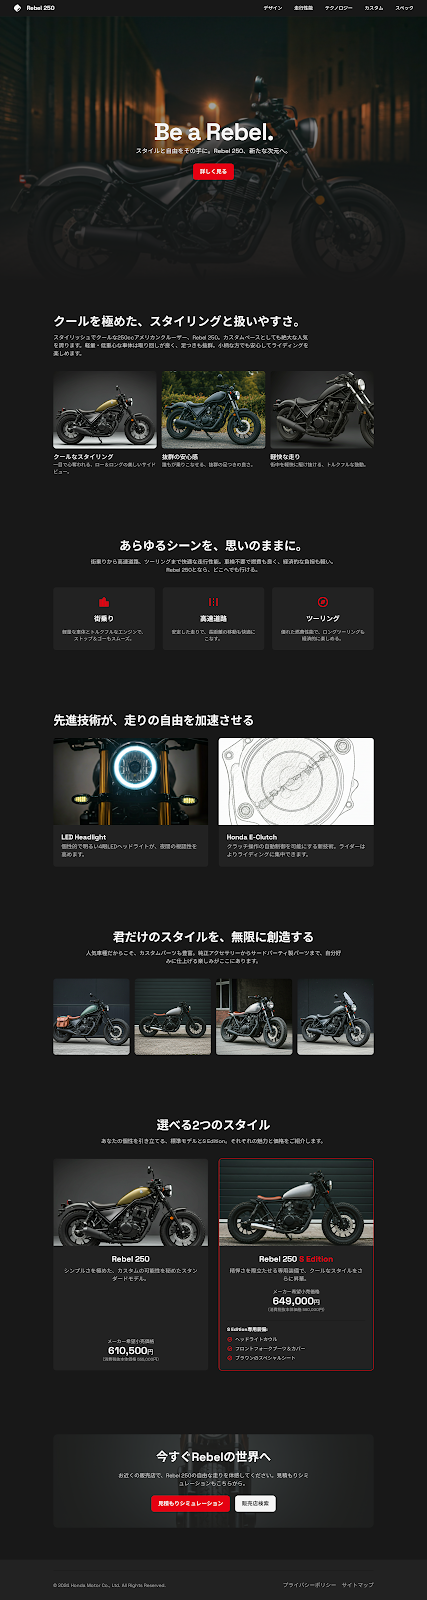 Rebel 250
デザイン
走行性能
テクノロジー
カスタム
スペック
Be a Rebel.
スタイルと自由をその手に。Rebel 250、新たな次元へ。
詳しく見る
クールを極めた、スタイリングと扱いやすさ。
スタイリッシュでクールな250ccアメリカンクルーザー、Rebel 250。カスタムベースとしても絶大な人気
を誇ります。軽量・低重心な車体は取り回しが良く、足つきも抜群。小柄な方でも安心してライディングを
楽しめます。
クールなスタイリング
一目で心奪われる、ロー&ロングの美しいサイド
ビュー。
抜群の安心感
誰もが乗りこなせる、抜群の足つきの良さ。
軽快な走り
街中を軽快に駆け抜ける、トルクフルな鼓動。
あらゆるシーンを、思いのままに。
街乗りから高速道路、ツーリングまで快適な走行性能。車検不要で燃費も良く、経済的な負担も軽い。
Rebel 250となら、どこへでも行ける。
街乗り
軽量な車体とトルクフルなエンジンで、
ストップ&ゴーもスムーズ。
高速道路
安定した走りで、長距離の移動も快適に
こなす。
ツーリング
優れた燃費性能で、ロングツーリングも
経済的に楽しめる。
先進技術が、走りの自由を加速させる
LED Headlight
個性的で明るい4眼LEDヘッドライトが、夜間の視認性を
高めます。
Honda E-Clutch
クラッチ操作の自動制御を可能にする新技術。ライダーは
よりライディングに集中できます。
君だけのスタイルを、無限に創造する
人気車種だからこそ、カスタムパーツも豊富。純正アクセサリーからサードパーティ製パーツまで、自分好
みに仕上げる楽しみがここにあります。
選べる2つのスタイル
あなたの個性を引き立てる、標準モデルとS Edition。それぞれの魅力と価格をご紹介します。
Rebel 250
シンプルさを極めた、カスタムの可能性を秘めたスタン
ダードモデル。
メーカー希望小売価格
610,500円
(消費税抜本体価格 555,000円)
Rebel 250 S Edition
精悍さを際立たせる専用装備で、クールなスタイルをさ
らに昇華。
メーカー希望小売価格
649,000円
(消費税抜本体価格 590,000円)
S Edition専用装備:
ヘッドライトカウル
フロントフォークブーツ&カバー
ブラウンのスペシャルシート
今すぐRebelの世界へ
お近くの販売店で、Rebel 250の自由な走りを体感してください。見積もりシミ
ュレーションもこちらから。
見積もりシミュレーション
販売店検索
© 2024 Honda Motor Co., Ltd. All Rights Reserved.
プライバシーポリシー
サイトマップ